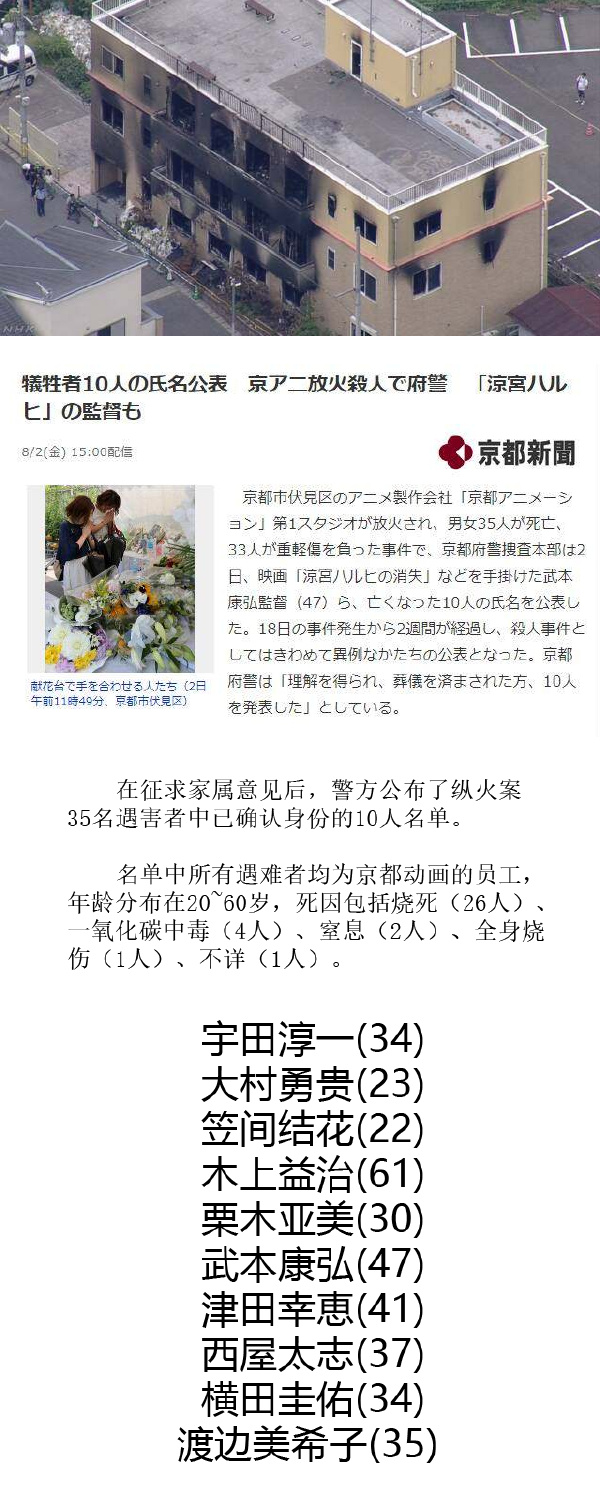 NHK
犠牲者10人の氏名公表　京アニ放火殺人で府警　「涼宮ハル
ヒ」の監督も
8/2(金) 15:00配信
京都新聞
京都市伏見区のアニメ製作会社「京都アニメーシ
ョン」第1スタジオが放火され、男女35人が死亡、
33人が重軽傷を負った事件で、京都府警捜査本部は2
日、映画「涼宮ハルヒの消失」などを手掛けた武本
康弘監督（47）ら、亡くなった10人の氏名を公表し
た。18日の事件発生から2週間が経過し、殺人事件と
してはきわめて異例なかたちの公表となった。京都
府警は「理解を得られ、葬儀を済まされた方、10人
を発表した」としている。
献花台で手を合わせる人たち（2日
午前11時49分、京都市伏見区）
在征求家属意见后，警方公布了纵火案
35名遇害者中已确认身份的10人名单。
名单中所有遇难者均为京都动画的员工，
年龄分布在20~60岁，死因包括烧死（26人）、
一氧化碳中毒（4人）、窒息（2人）、全身烧
伤（1人）、不详（1人）。
宇田淳一(34)
大村勇贵(23)
笠间结花(22)
木上益治(61)
栗木亚美(30)
武本康弘(47)
津田幸恵(41)
西屋太志(37)
横田圭佑(34)
渡边美希子(35)